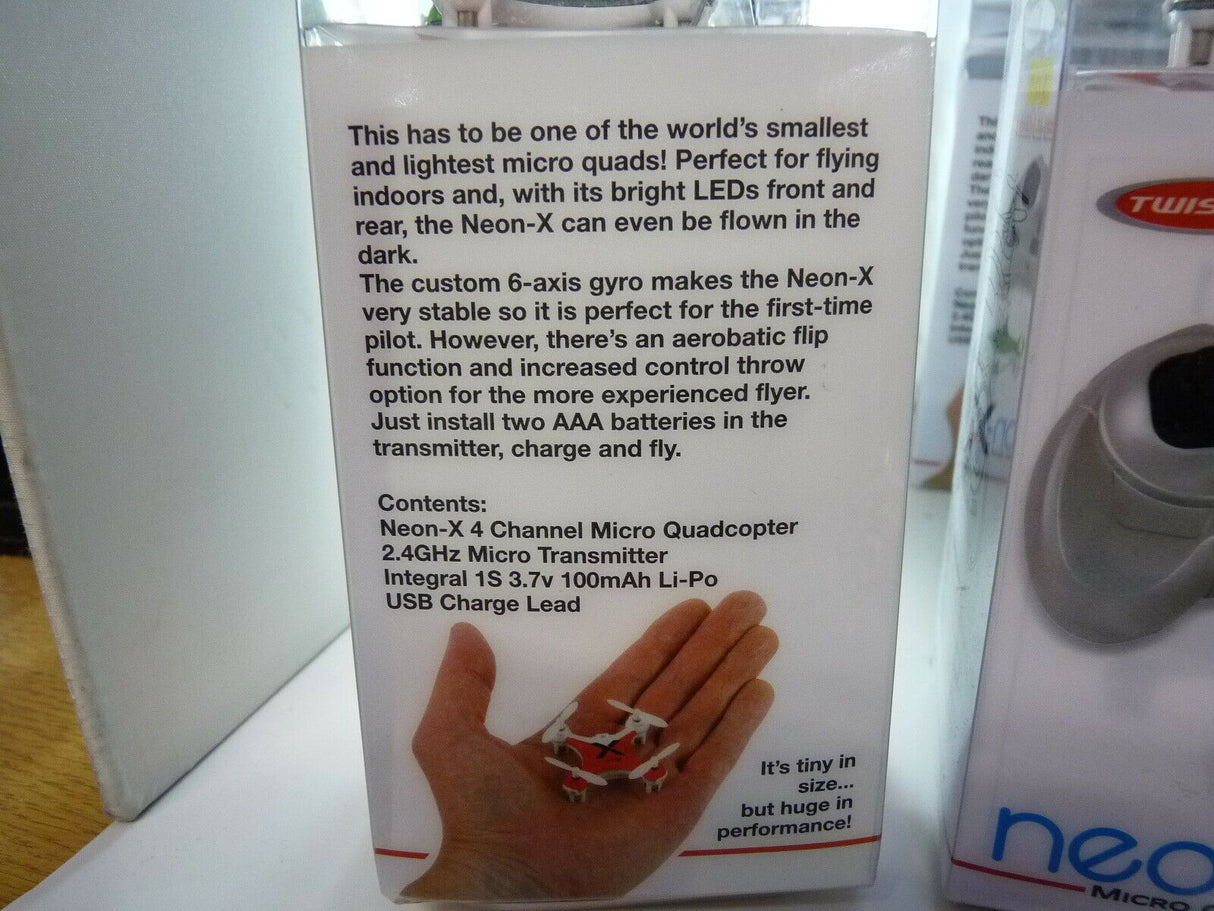 This has to be one of the world's smallest
and lightest micro quads! Perfect for flying
indoors and, with its bright LEDs front and
rear, the Neon-X can even be flown in the
dark.
The custom 6-axis gyro makes the Neon-X
very stable so it is perfect for the first-time
pilot. However, there's an aerobatic flip
function and increased control throw
option for the more experienced flyer.
Just install two AAA batteries in the
transmitter, charge and fly.
Contents:
Neon-X 4 Channel Micro Quadcopter
2.4GHz Micro Transmitter
Integral 1S 3.7v 100mAh Li-Po
USB Charge Lead
It's tiny in
size...
but huge in
performance!
X
TWIS
neo
MICRO